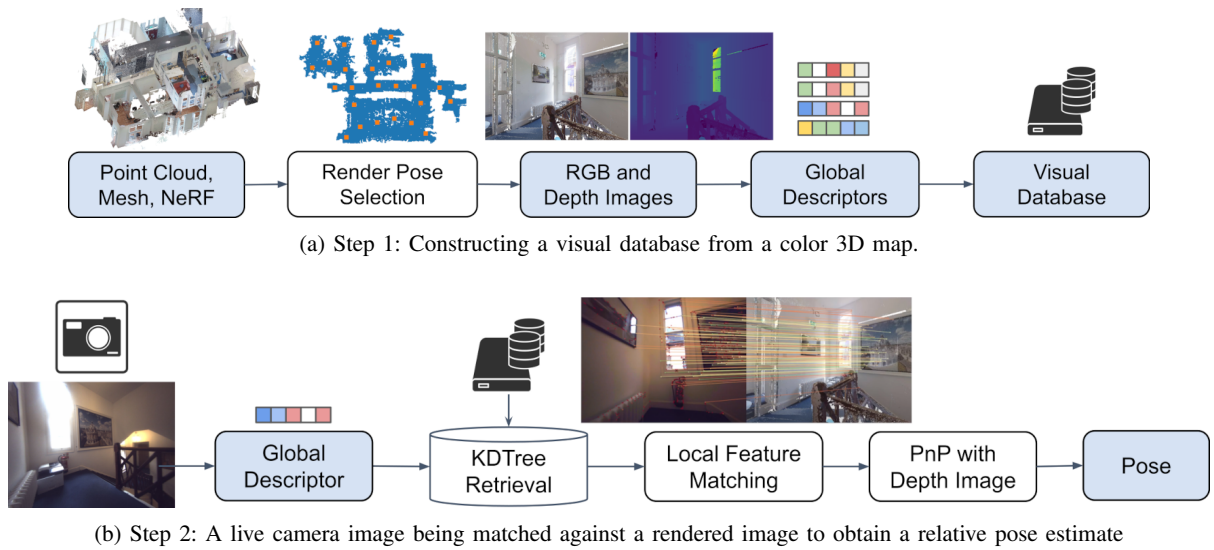 Point Cloud,
Mesh, NeRF
Render Pose
Selection
RGB and
Depth Images
Global
Descriptors
Visual
Database
(a) Step 1: Constructing a visual database from a color 3D map.
Global
Descriptor
KDTree
Retrieval
Local Feature
Matching
PnP with
Depth Image
Pose
(b) Step 2: A live camera image being matched against a rendered image to obtain a relative pose estimate